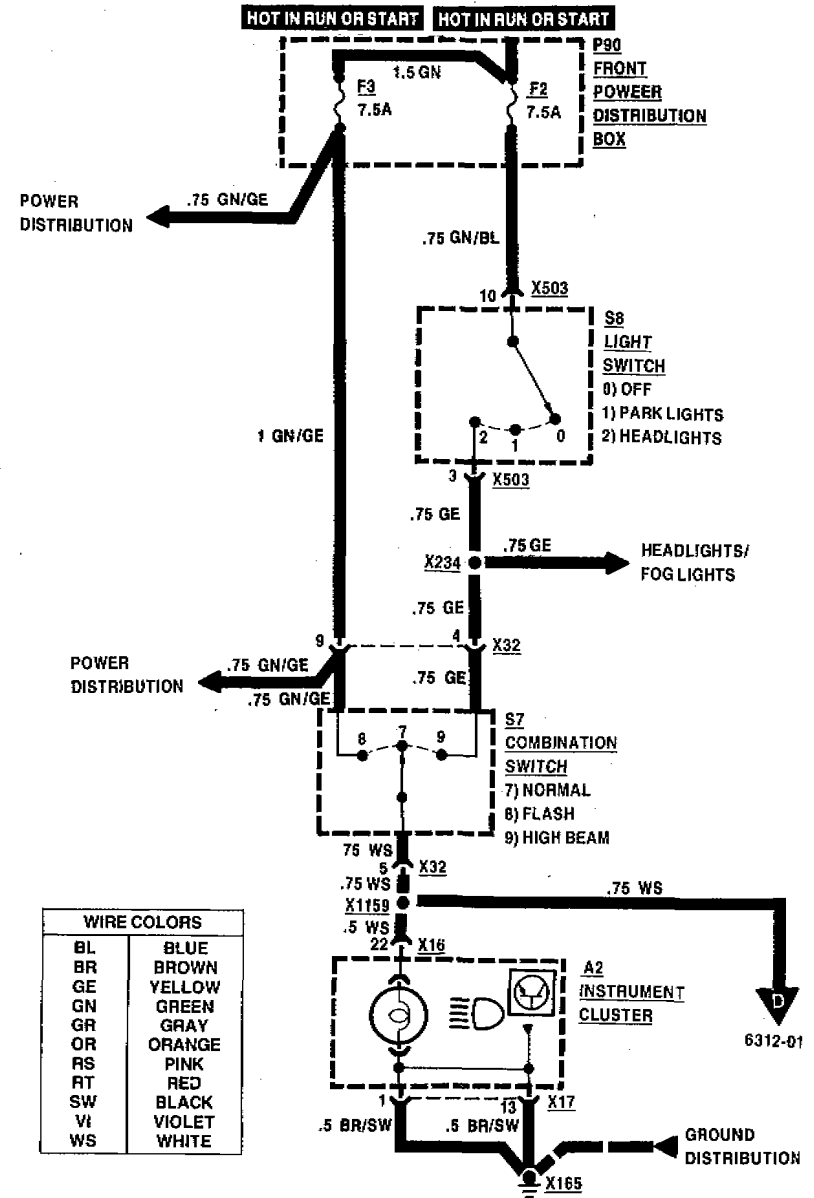 HOT IN RUN OR START
HOT IN RUN OR START
P90
FRONT
POWEER
DISTRIBUTION
BOX
1.5 GN
F3
7.5A
F2
7.5A
POWER
DISTRIBUTION
.75 GN/GE
.75 GN/BL
10
X503
S8
LIGHT
SWITCH
0) OFF
1) PARK LIGHTS
2) HEADLIGHTS
2
1
0
1 GN/GE
3
X503
.75 GE
X234
.75 GE
HEADLIGHTS/
FOG LIGHTS
.75 GE
9
4
X32
POWER
DISTRIBUTION
.75 GN/GE
.75 GN/GE
.75 GE
8
7
9
S7
COMBINATION
SWITCH
7) NORMAL
8) FLASH
9) HIGH BEAM
75 WS
5
X32
.75 WS
X1159
.75 WS
.5 WS
22
X16
A2
INSTRUMENT
CLUSTER
D
6312-01
WIRE COLORS
BL BLUE
BR BROWN
GE YELLOW
GN GREEN
GR GRAY
OR ORANGE
RS PINK
RT RED
SW BLACK
VI VIOLET
WS WHITE
1
13
X17
.5 BR/SW
.5 BR/SW
GROUND
DISTRIBUTION
X165